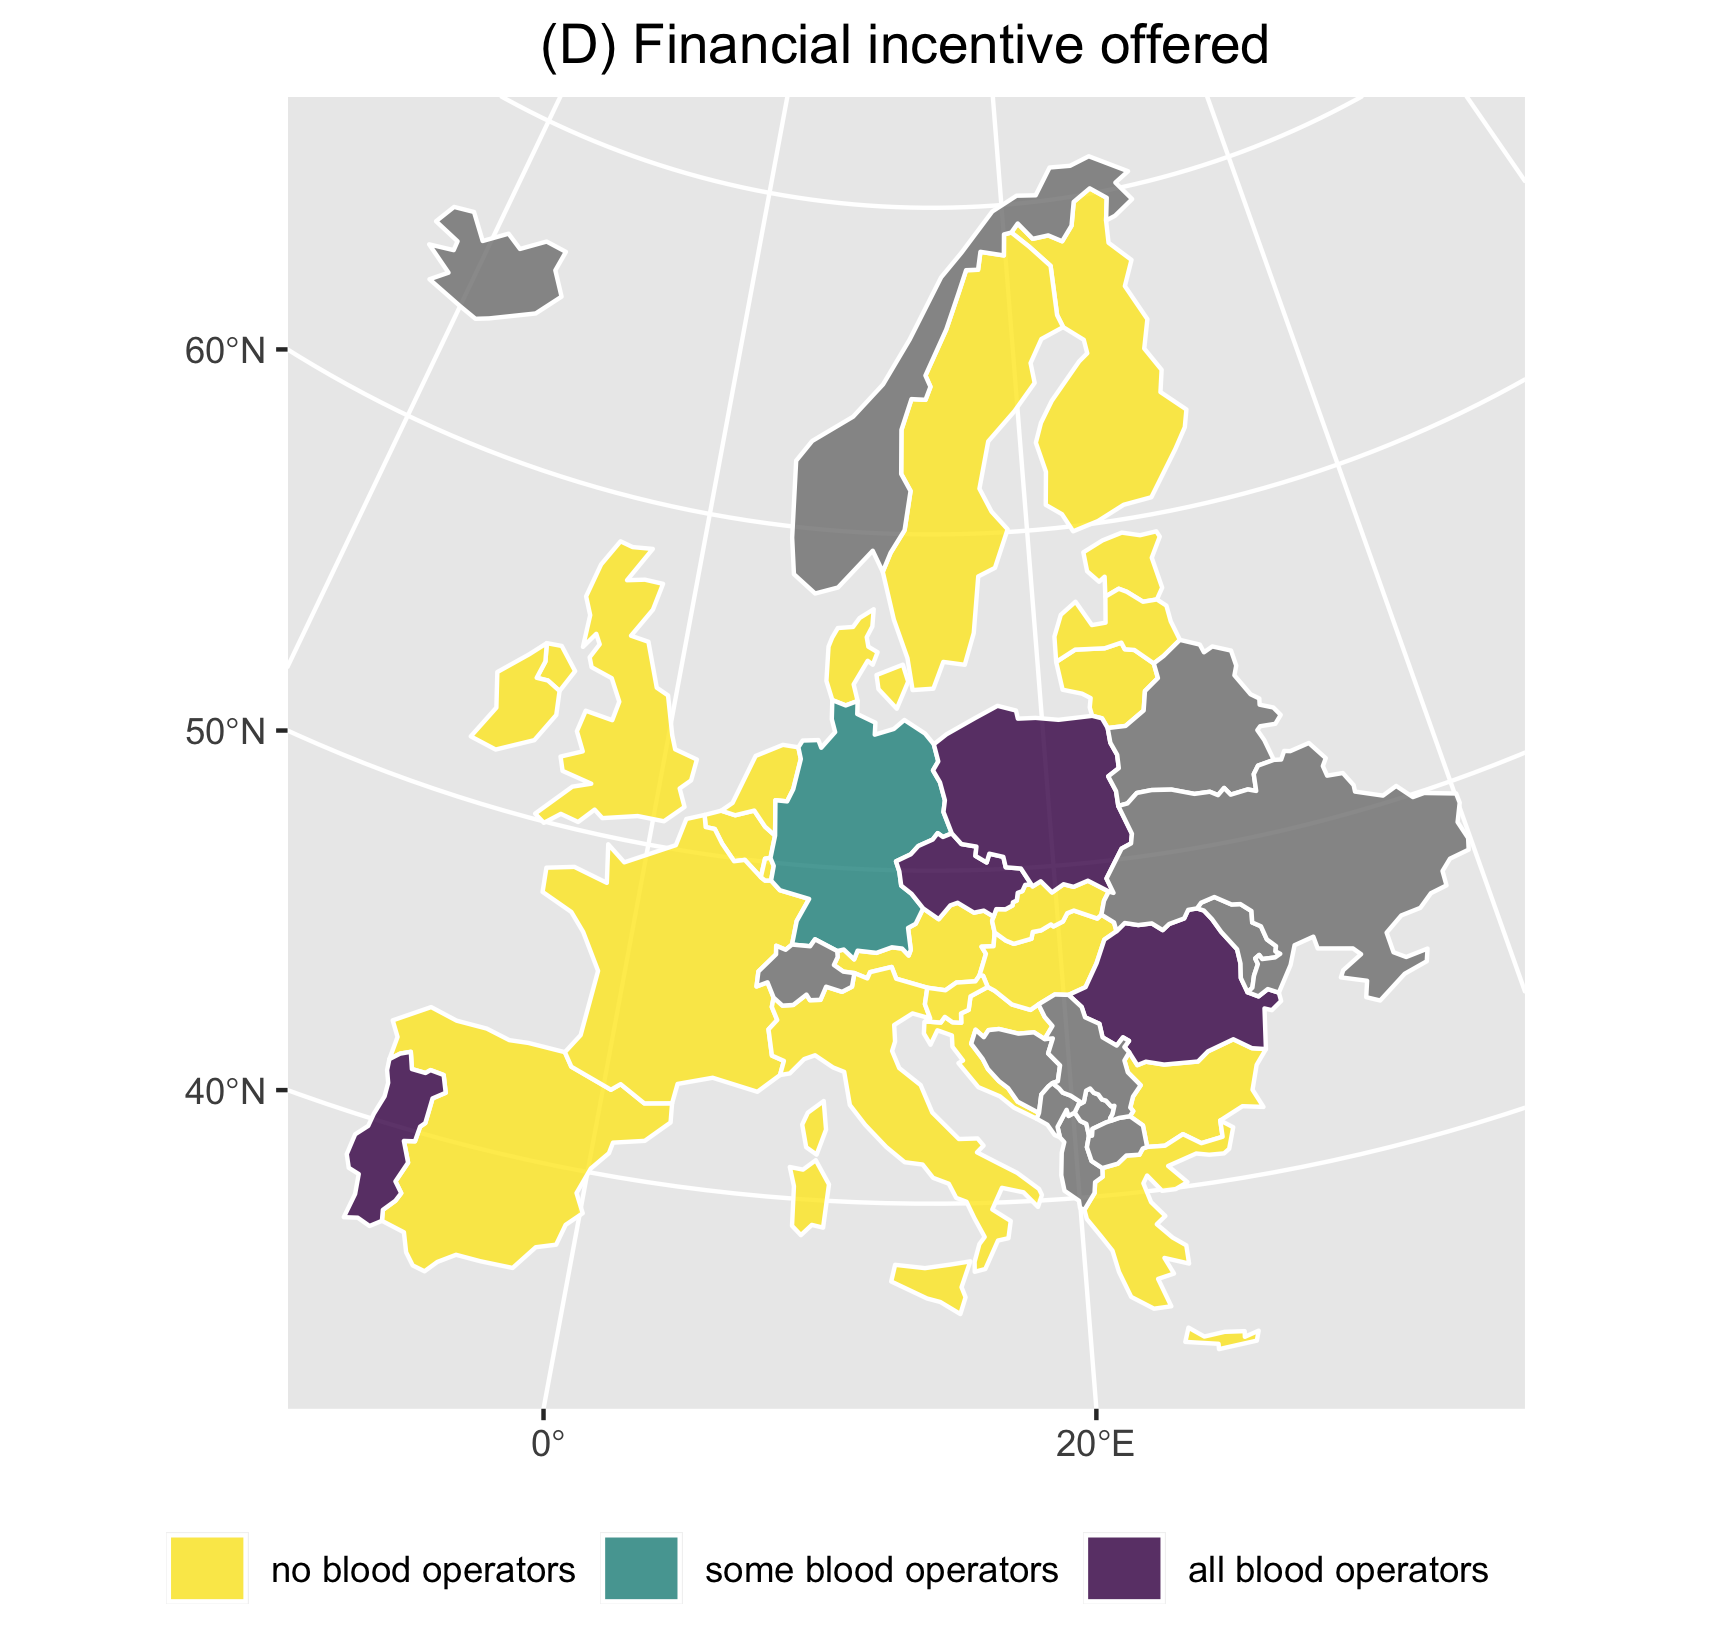 (D) Financial incentive offered
60°N
50°N
40°N
0°
20°E
no blood operators
some blood operators
all blood operators